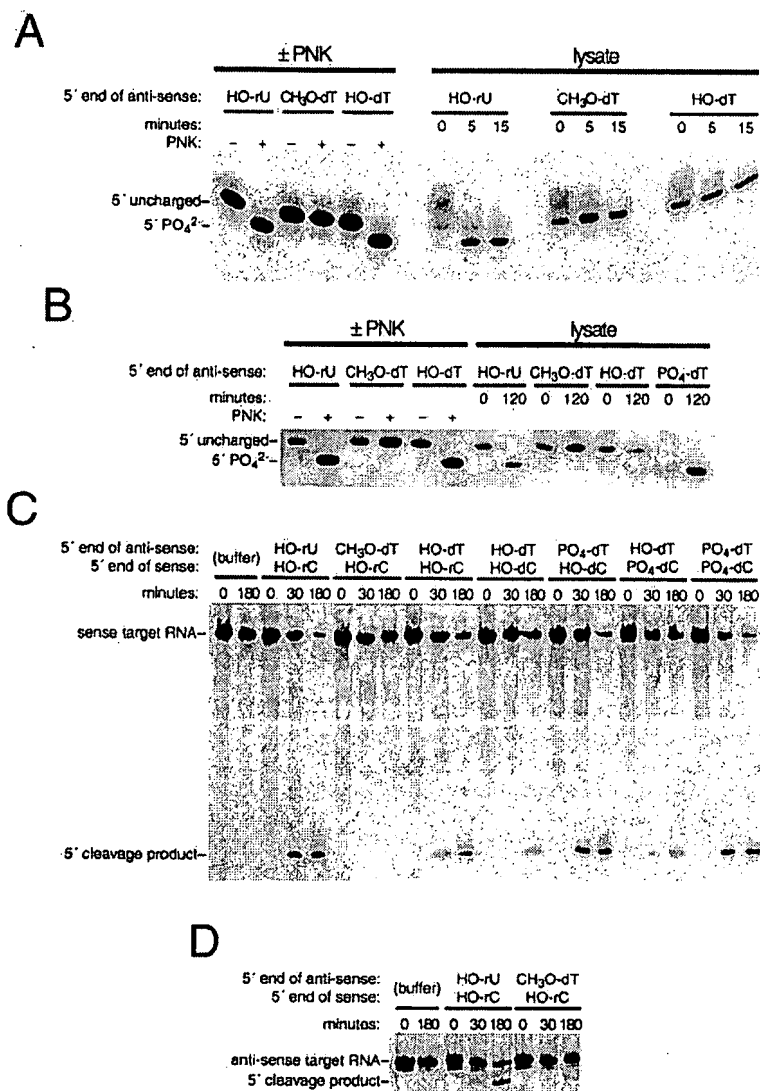 A
± PNK lysate
5´ end of anti-sense: HO-rU CH₃O-dT HO-dT HO-rU CH₃O-dT HO-dT
minutes: 0 5 15 0 5 15 0 5 15
PNK: – + – + – +
5´ uncharged–
5´ PO₄²⁻–
B
± PNK lysate
5´ end of anti-sense: HO-rU CH₃O-dT HO-dT HO-rU CH₃O-dT HO-dT PO₄-dT
minutes: 0 120 0 120 0 120 0 120
PNK: – + – + – +
5´ uncharged–
5´ PO₄²⁻–
C
5´ end of anti-sense: (buffer) HO-rU CH₃O-dT HO-dT HO-dT PO₄-dT HO-dT PO₄-dT
5´ end of sense: HO-rC HO-rC HO-rC HO-dC HO-dC PO₄-dC PO₄-dC
minutes: 0 180 0 30 180 0 30 180 0 30 180 0 30 180 0 30 180 0 30 180 0 30 180
sense target RNA–
5´ cleavage product–
D
5´ end of anti-sense: (buffer) HO-rU CH₃O-dT
5´ end of sense: HO-rC HO-rC
minutes: 0 180 0 30 180 0 30 180
anti-sense target RNA–
5´ cleavage product–